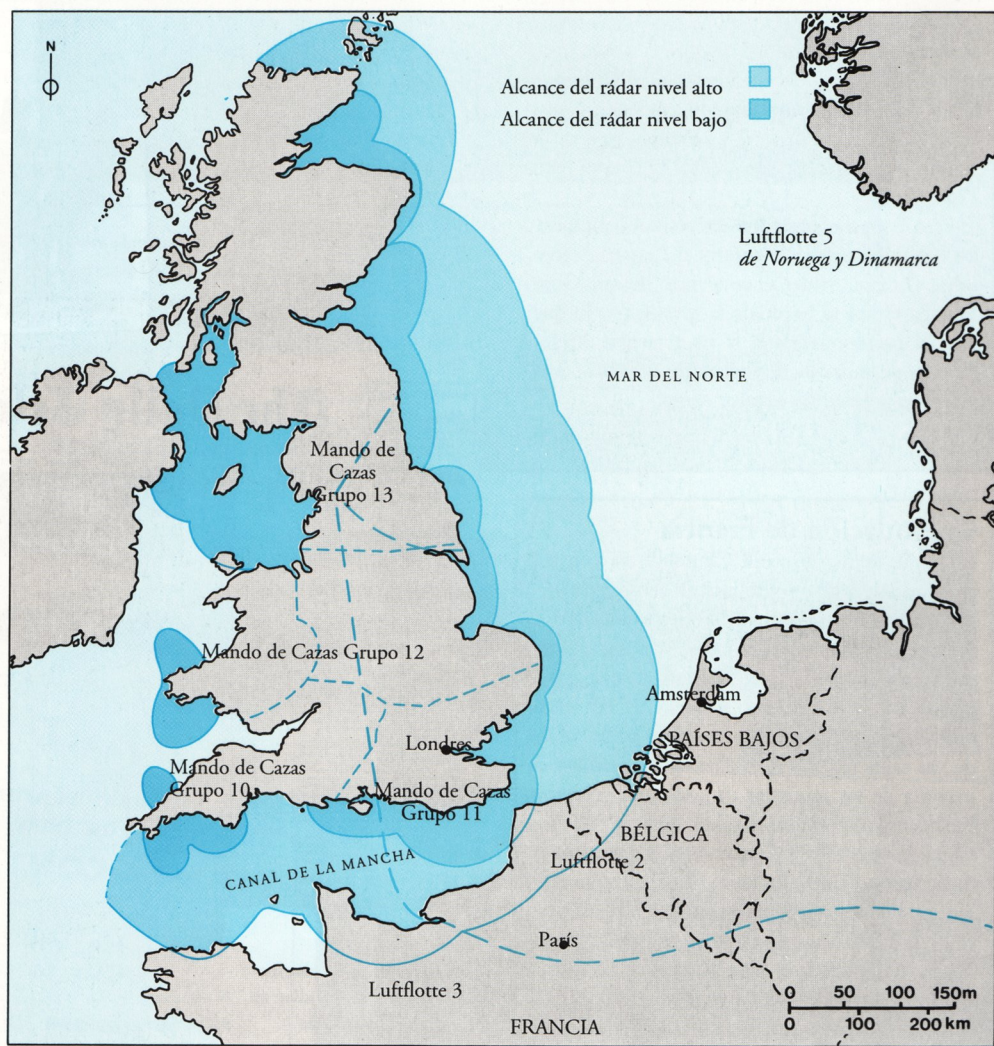 N
Alcance del rádar nivel alto
Alcance del rádar nivel bajo
Luftflotte 5
de Noruega y Dinamarca
MAR DEL NORTE
Mando de
Cazas
Grupo 13
Mando de Cazas Grupo 12
Amsterdam
PAÍSES BAJOS
Londres
Mando de Cazas
Grupo 10
Mando de Cazas
Grupo 11
BÉLGICA
Luftflotte 2
CANAL DE LA MANCHA
París
Luftflotte 3
FRANCIA
0 50 100 150m
0 100 200 km